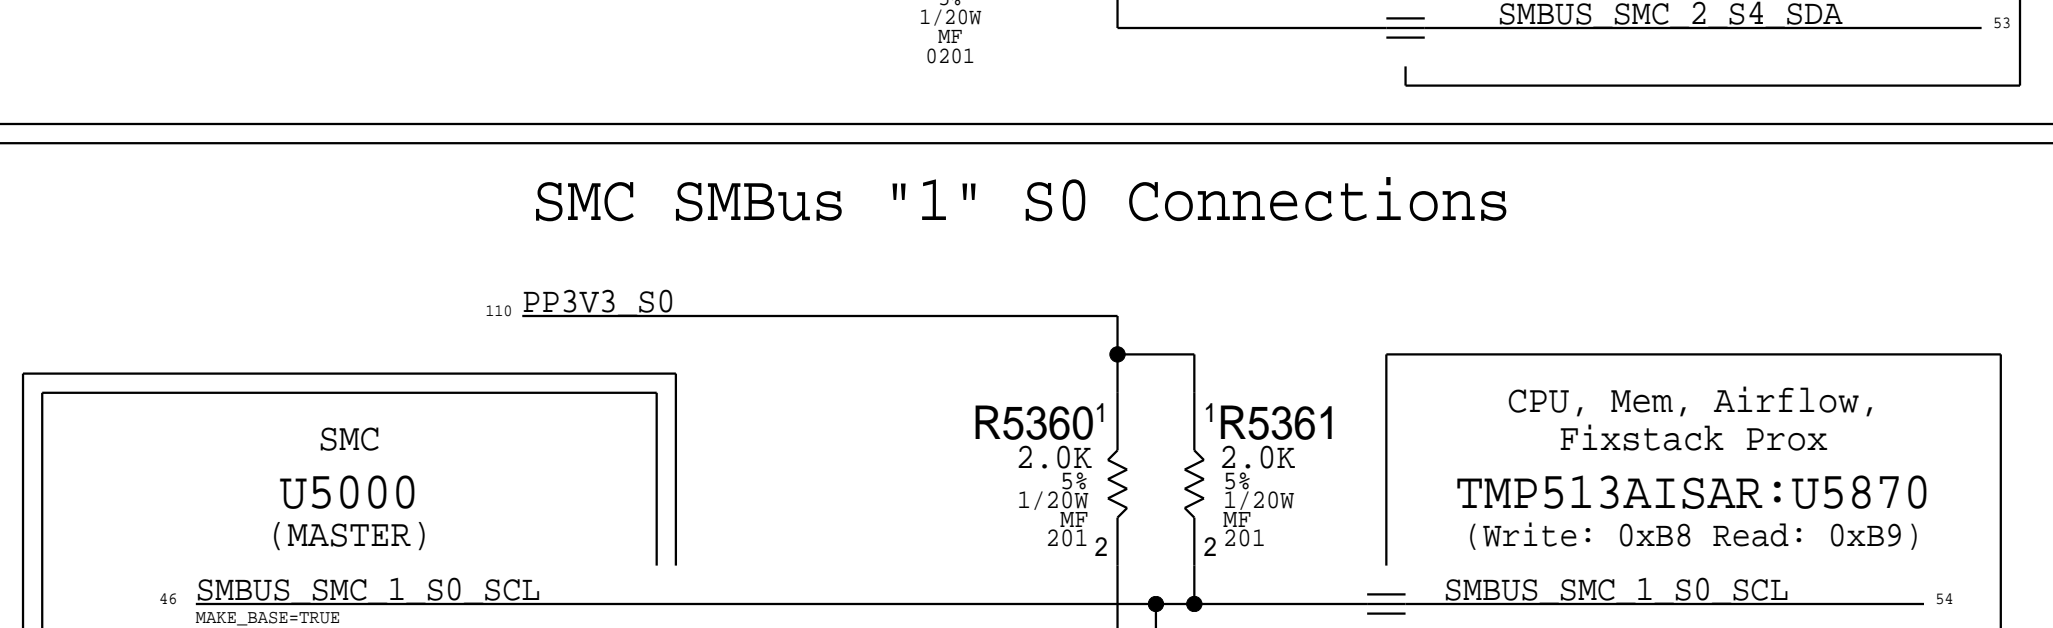 5%
1/20W
MF
0201
SMBUS_SMC_2_S4_SDA 53
SMC SMBus "1" S0 Connections
110 PP3V3_S0
SMC
U5000
(MASTER)
R5360 1
2.0K
5%
1/20W
MF
201 2
1 R5361
2.0K
5%
1/20W
MF
2 201
CPU, Mem, Airflow,
Fixstack Prox
TMP513AISAR:U5870
(Write: 0xB8 Read: 0xB9)
46 SMBUS_SMC_1_S0_SCL
MAKE_BASE=TRUE
SMBUS_SMC_1_S0_SCL 54